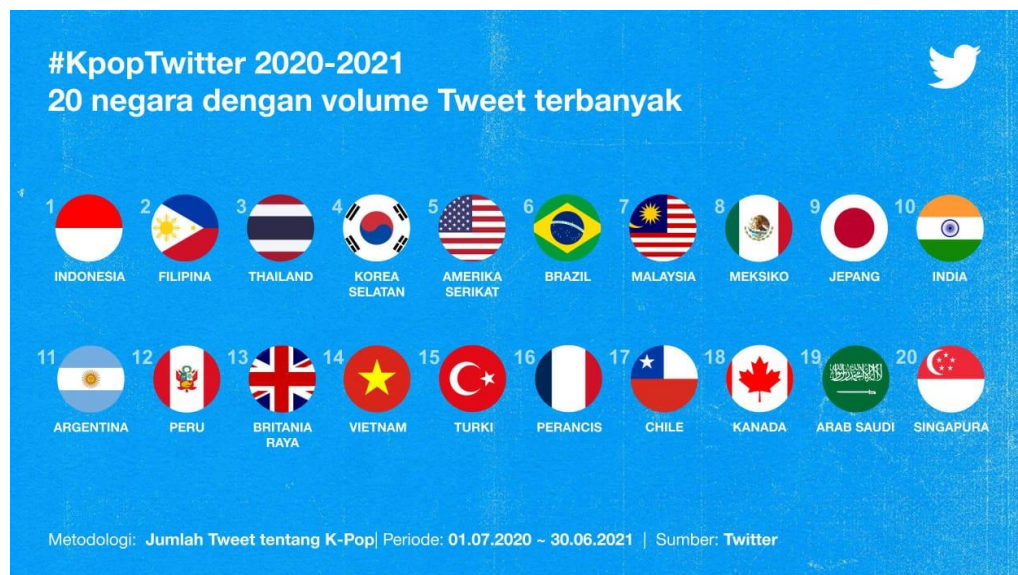 #KpopTwitter 2020-2021
20 negara dengan volume Tweet terbanyak
1 2 3 4 5 6 7 8 9 10
INDONESIA FILIPINA THAILAND KOREA SELATAN AMERIKA SERIKAT BRAZIL MALAYSIA MEKSIKO JEPANG INDIA
11 12 13 14 15 16 17 18 19 20
ARGENTINA PERU BRITANIA RAYA VIETNAM TURKI PERANCIS CHILE KANADA ARAB SAUDI SINGAPURA
Metodologi: Jumlah Tweet tentang K-Pop| Periode: 01.07.2020 ~ 30.06.2021 | Sumber: Twitter